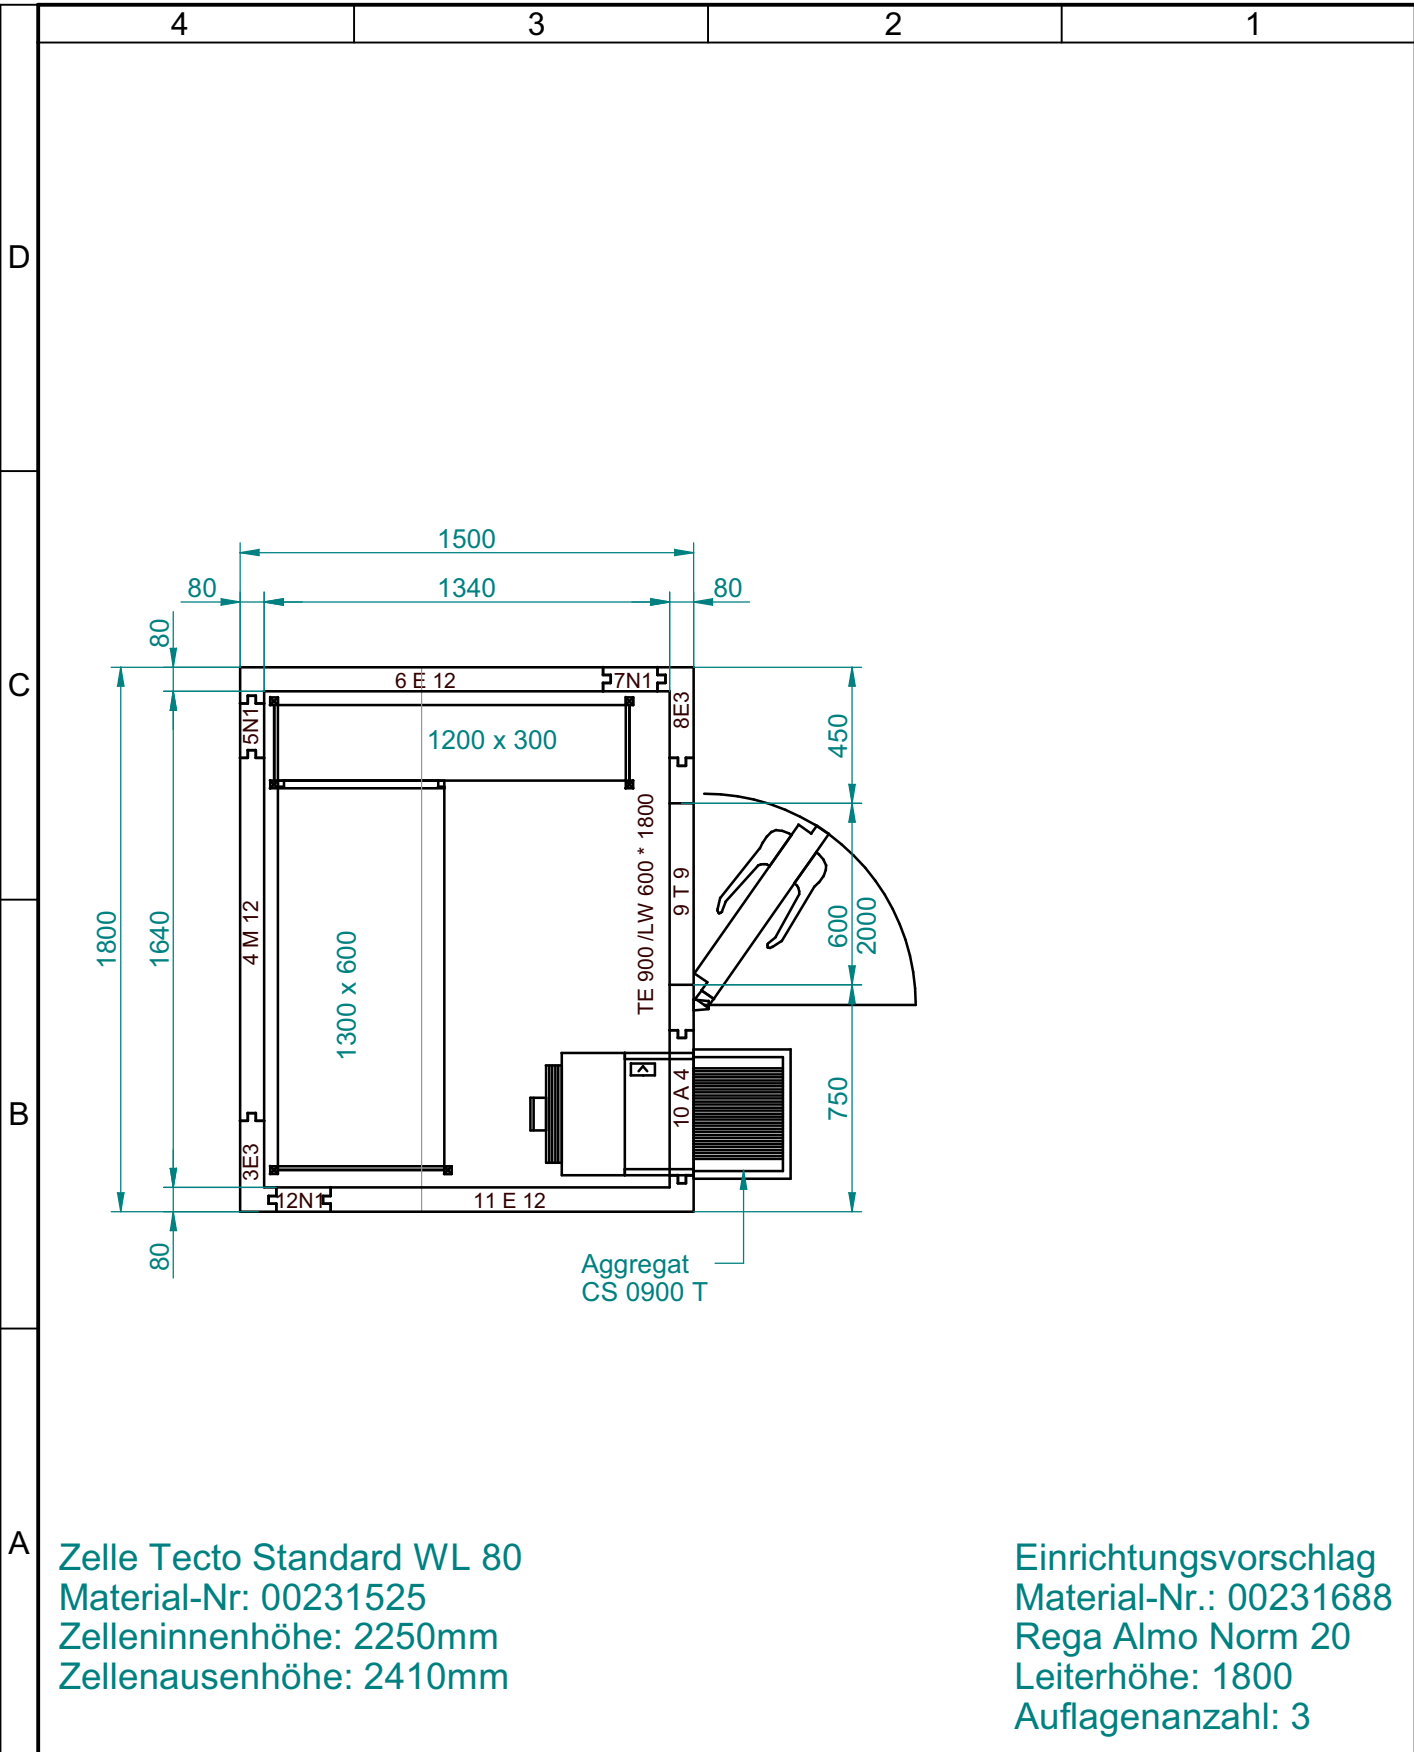 4 3 2 1
D
C
B
A
1500
80 1340 80
80
6 E 12
7N1
5N1
8E3
1200 x 300
450
TE 900 /LW 600 * 1800
9 T 9
600
2000
1800
1640
4 M 12
1300 x 600
10 A 4
750
3E3
12N1
11 E 12
80
Aggregat
CS 0900 T
Zelle Tecto Standard WL 80
Material-Nr: 00231525
Zelleninnenhöhe: 2250mm
Zellenausenhöhe: 2410mm
Einrichtungsvorschlag
Material-Nr.: 00231688
Rega Almo Norm 20
Leiterhöhe: 1800
Auflagenanzahl: 3